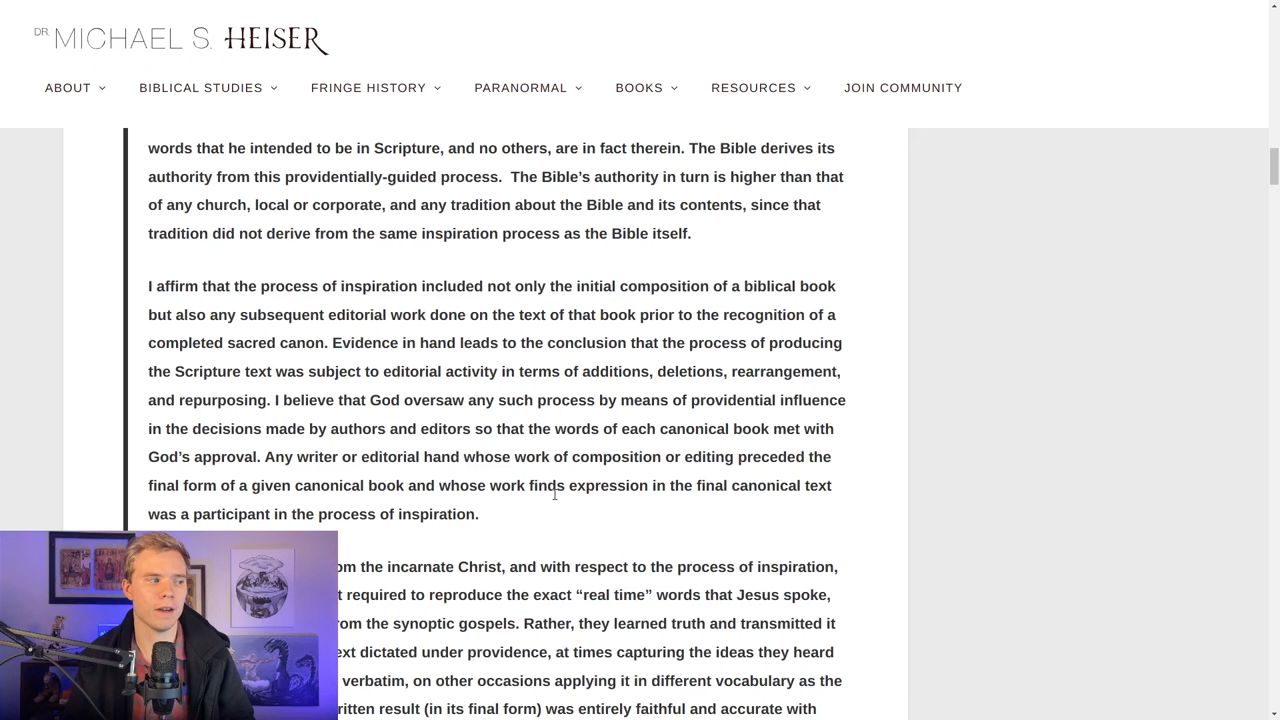 DR. MICHAEL S. HEISER
ABOUT BIBLICAL STUDIES FRINGE HISTORY PARANORMAL BOOKS RESOURCES JOIN COMMUNITY
words that he intended to be in Scripture, and no others, are in fact therein. The Bible derives its
authority from this providentially-guided process. The Bible’s authority in turn is higher than that
of any church, local or corporate, and any tradition about the Bible and its contents, since that
tradition did not derive from the same inspiration process as the Bible itself.
I affirm that the process of inspiration included not only the initial composition of a biblical book
but also any subsequent editorial work done on the text of that book prior to the recognition of a
completed sacred canon. Evidence in hand leads to the conclusion that the process of producing
the Scripture text was subject to editorial activity in terms of additions, deletions, rearrangement,
and repurposing. I believe that God oversaw any such process by means of providential influence
in the decisions made by authors and editors so that the words of each canonical book met with
God’s approval. Any writer or editorial hand whose work of composition or editing preceded the
final form of a given canonical book and whose work finds expression in the final canonical text
was a participant in the process of inspiration.
om the incarnate Christ, and with respect to the process of inspiration,
t required to reproduce the exact “real time” words that Jesus spoke,
rom the synoptic gospels. Rather, they learned truth and transmitted it
ext dictated under providence, at times capturing the ideas they heard
verbatim, on other occasions applying it in different vocabulary as the
ritten result (in its final form) was entirely faithful and accurate with